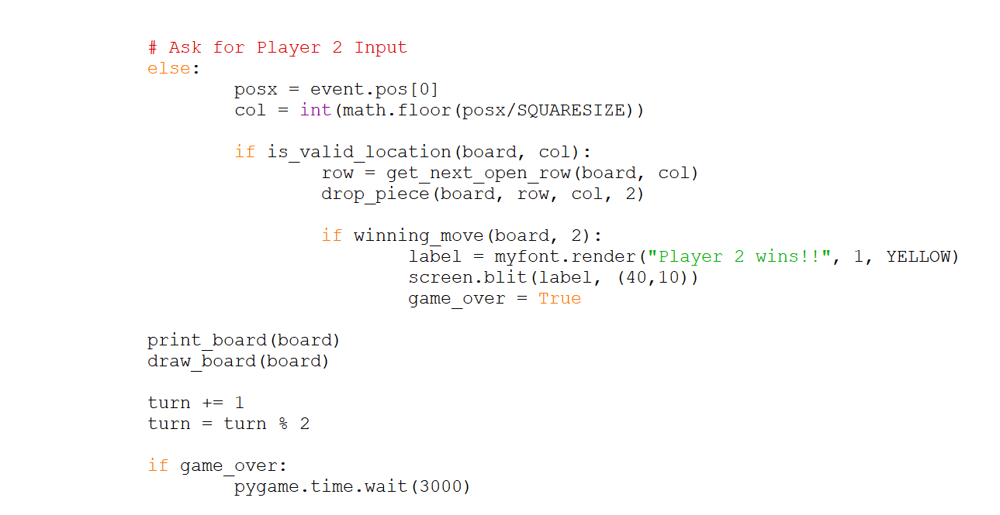 # Ask for Player 2 Input
else:
posx = event.pos[0]
col = int(math.floor(posx/SQUARESIZE))
if is_valid_location(board, col):
row = get_next_open_row(board, col)
drop_piece(board, row, col, 2)
if winning_move(board, 2):
label = myfont.render("Player 2 wins!!", 1, YELLOW)
screen.blit(label, (40,10))
game_over = True
print_board(board)
draw_board(board)
turn += 1
turn = turn % 2
if game_over:
pygame.time.wait(3000)